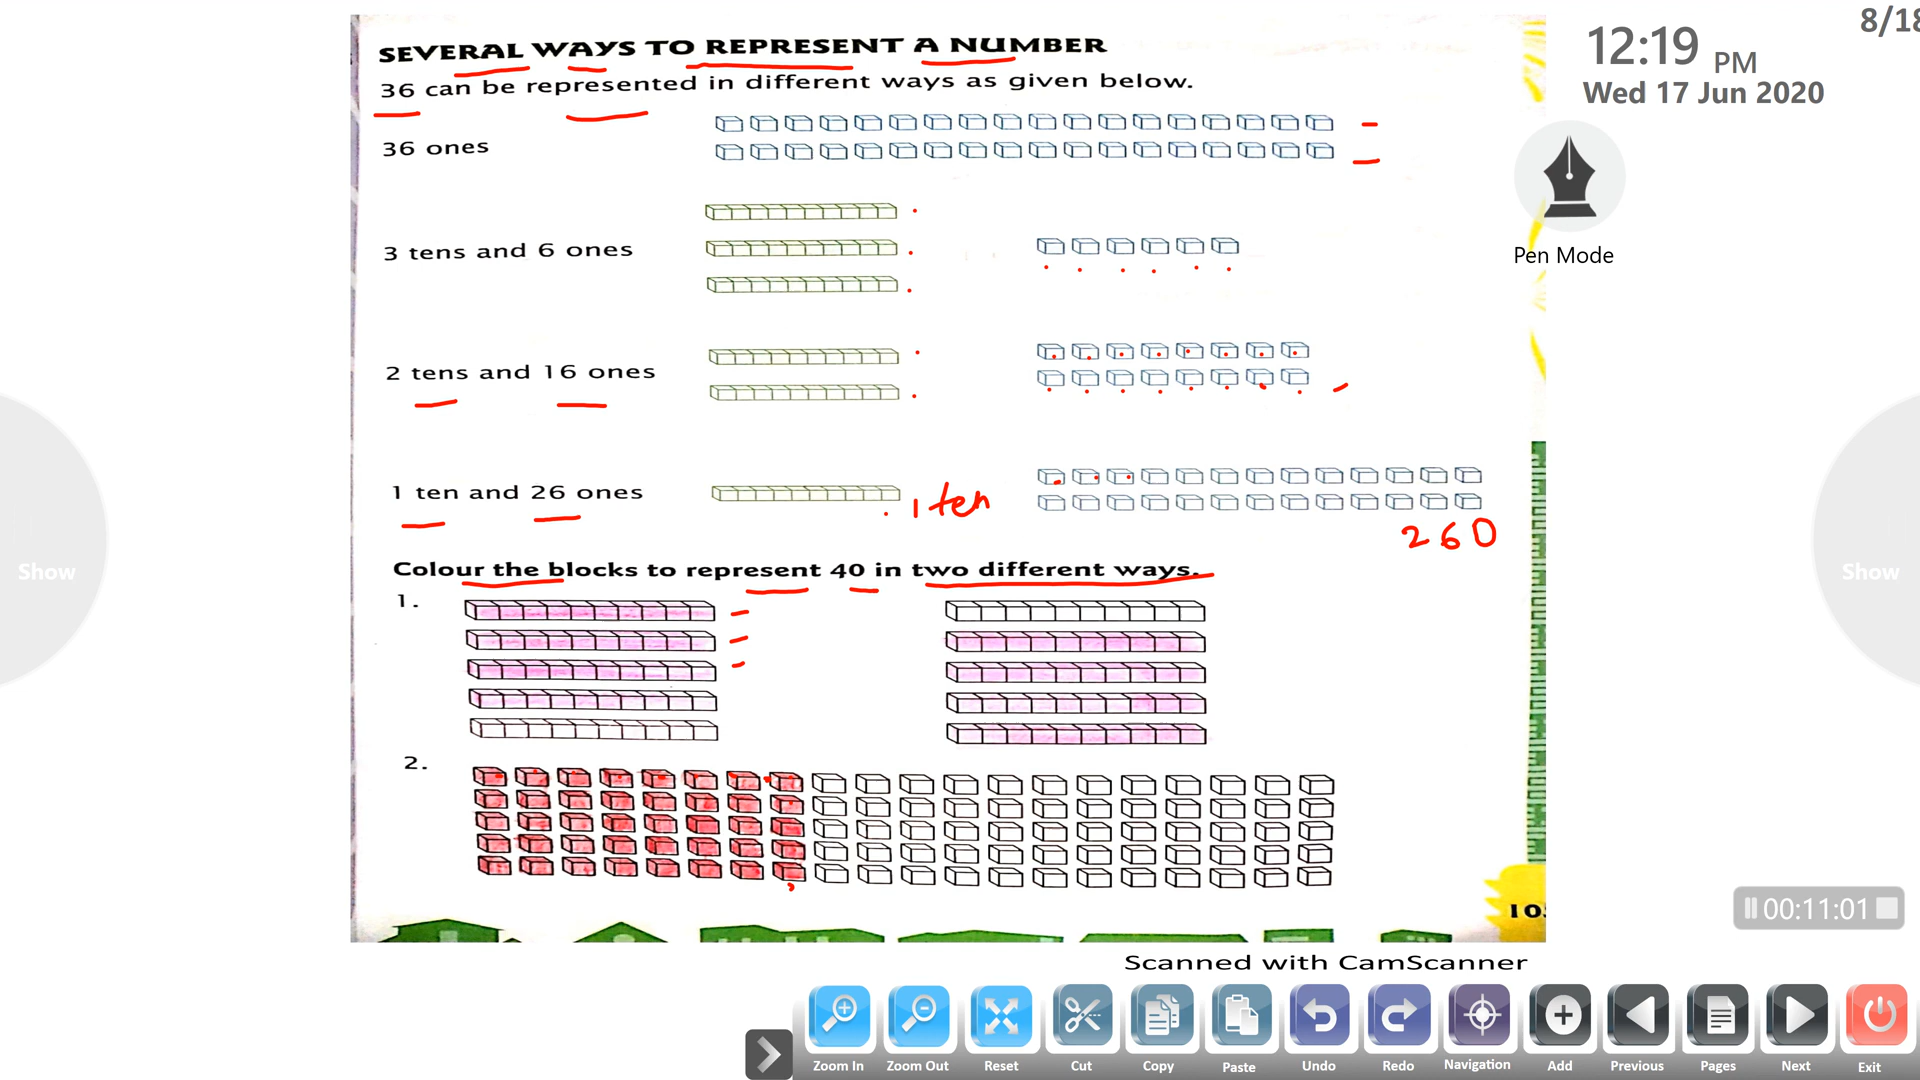 8/18
12:19 PM
Wed 17 Jun 2020
Pen Mode
SEVERAL WAYS TO REPRESENT A NUMBER
36 can be represented in different ways as given below.
36 ones
3 tens and 6 ones
2 tens and 16 ones
1 ten and 26 ones
1 ten
260
Colour the blocks to represent 40 in two different ways.
1.
2.
Show
Show
00:11:01
Scanned with CamScanner
Zoom In
Zoom Out
Reset
Cut
Copy
Paste
Undo
Redo
Navigation
Add
Previous
Pages
Next
Exit